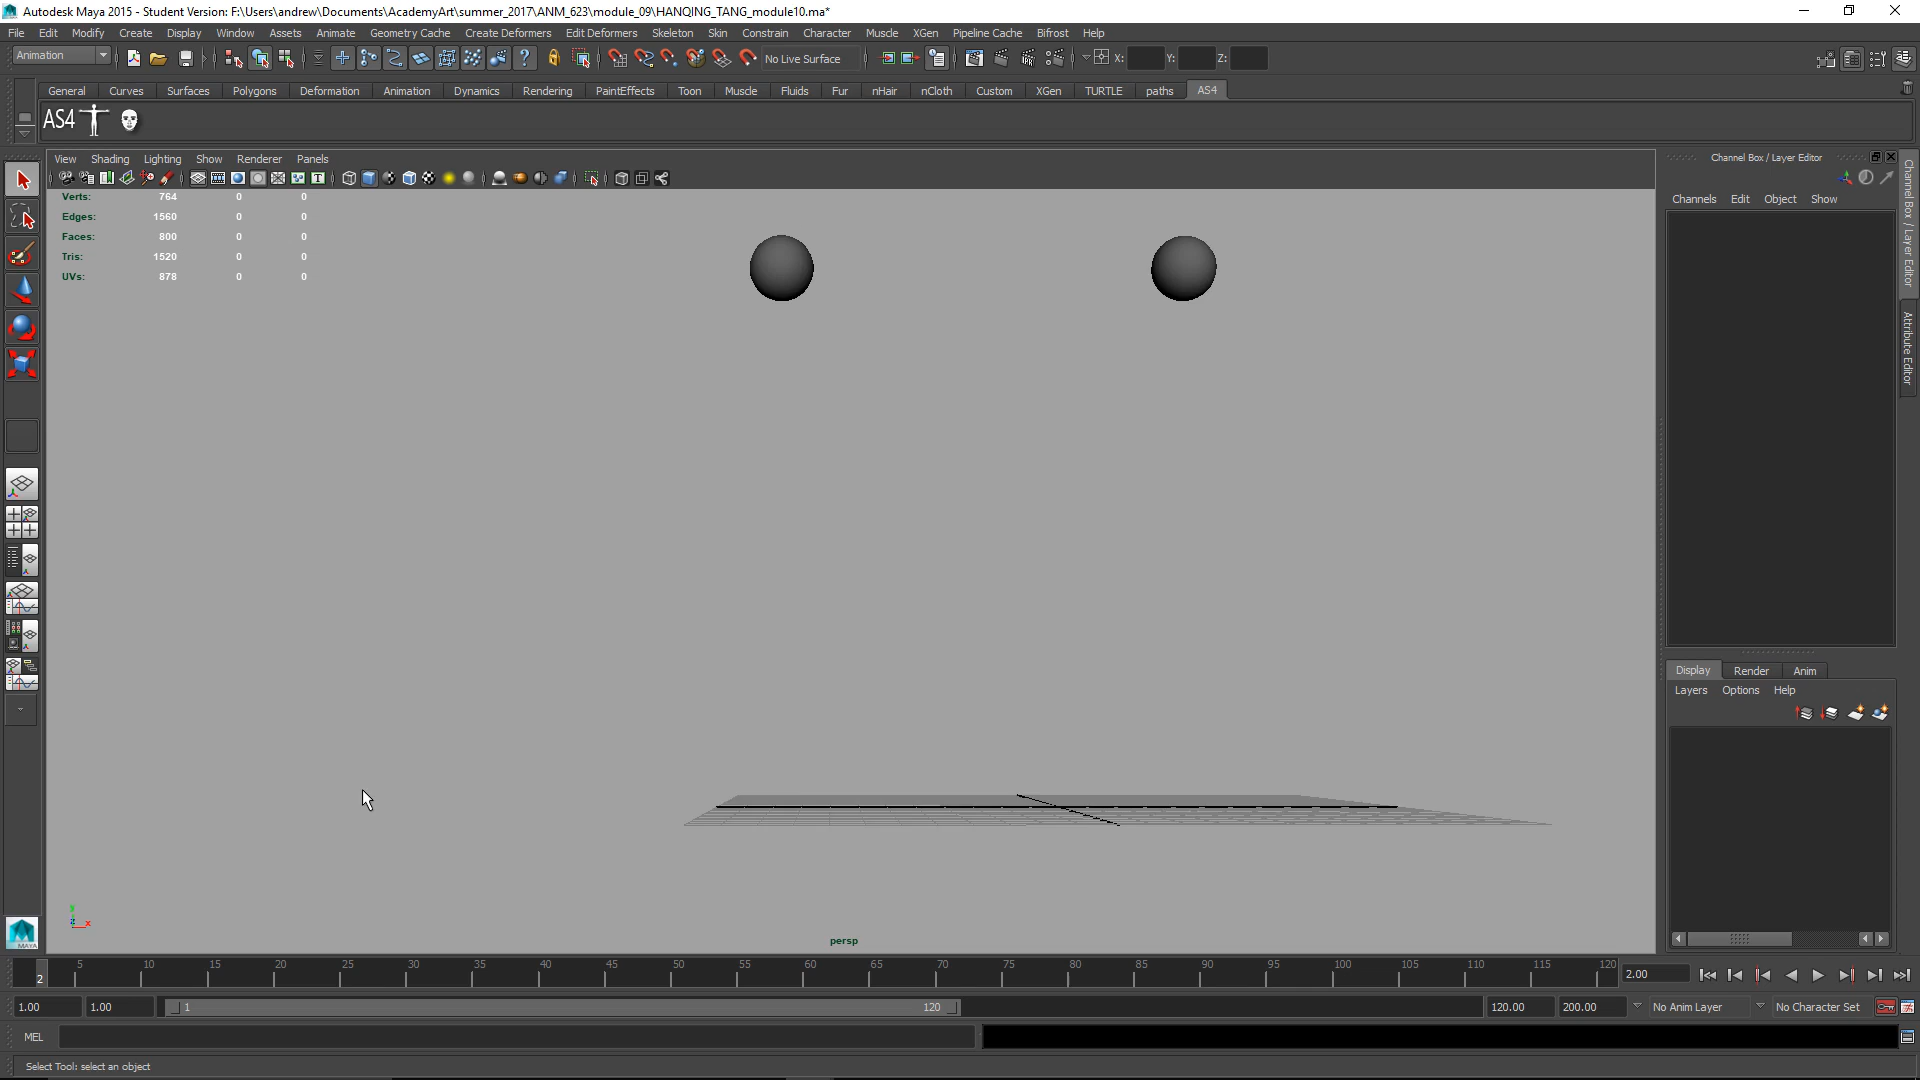 Autodesk Maya 2015 - Student Version: F:\Users\andrew\Documents\AcademyArt\summer_2017\ANM_623\module_09\HANQING_TANG_module10.ma*
File Edit Modify Create Display Window Assets Animate Geometry Cache Create Deformers Edit Deformers Skeleton Skin Constrain Character Muscle XGen Pipeline Cache Bifrost Help
Animation No Live Surface X: Y: Z:
General Curves Surfaces Polygons Deformation Animation Dynamics Rendering PaintEffects Toon Muscle Fluids Fur nHair nCloth Custom XGen TURTLE paths AS4
AS4
View Shading Lighting Show Renderer Panels
Channel Box / Layer Editor
Channels Edit Object Show
Verts: 764 0 0
Edges: 1560 0 0
Faces: 800 0 0
Tris: 1520 0 0
UVs: 878 0 0
Channel Box / Layer Editor
Attribute Editor
Display Render Anim
Layers Options Help
y
z x
MAYA
persp
2 5 10 15 20 25 30 35 40 45 50 55 60 65 70 75 80 85 90 95 100 105 110 115 120 2.00
1.00 1.00 1 120 120.00 200.00 No Anim Layer No Character Set
MEL
Select Tool: select an object